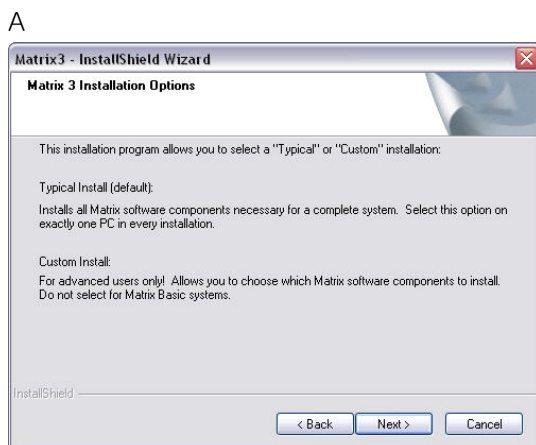 A
Matrix3 - InstallShield Wizard
Matrix 3 Installation Options
This installation program allows you to select a "Typical" or "Custom" installation:
Typical Install (default):
Installs all Matrix software components necessary for a complete system. Select this option on
exactly one PC in every installation.
Custom Install:
For advanced users only! Allows you to choose which Matrix software components to install.
Do not select for Matrix Basic systems.
InstallShield
< Back Next > Cancel